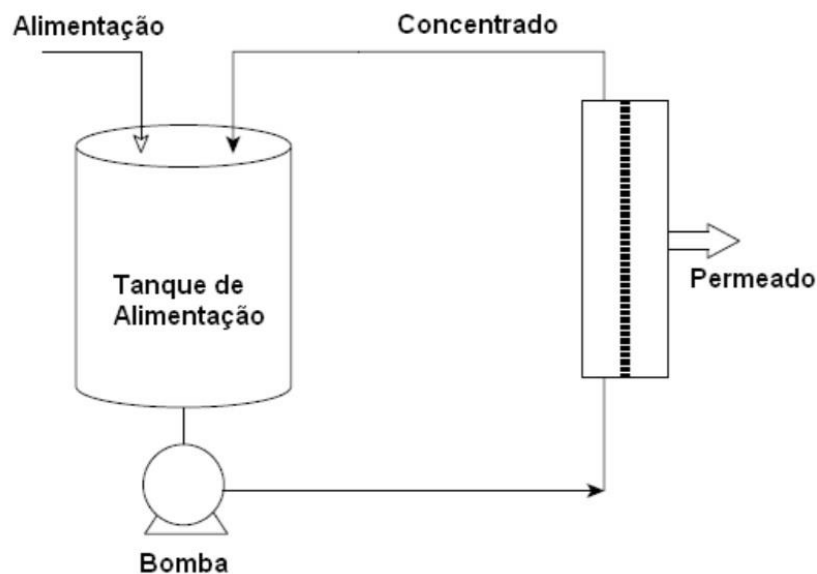 Alimentação
Concentrado
Tanque de
Alimentação
Permeado
Bomba